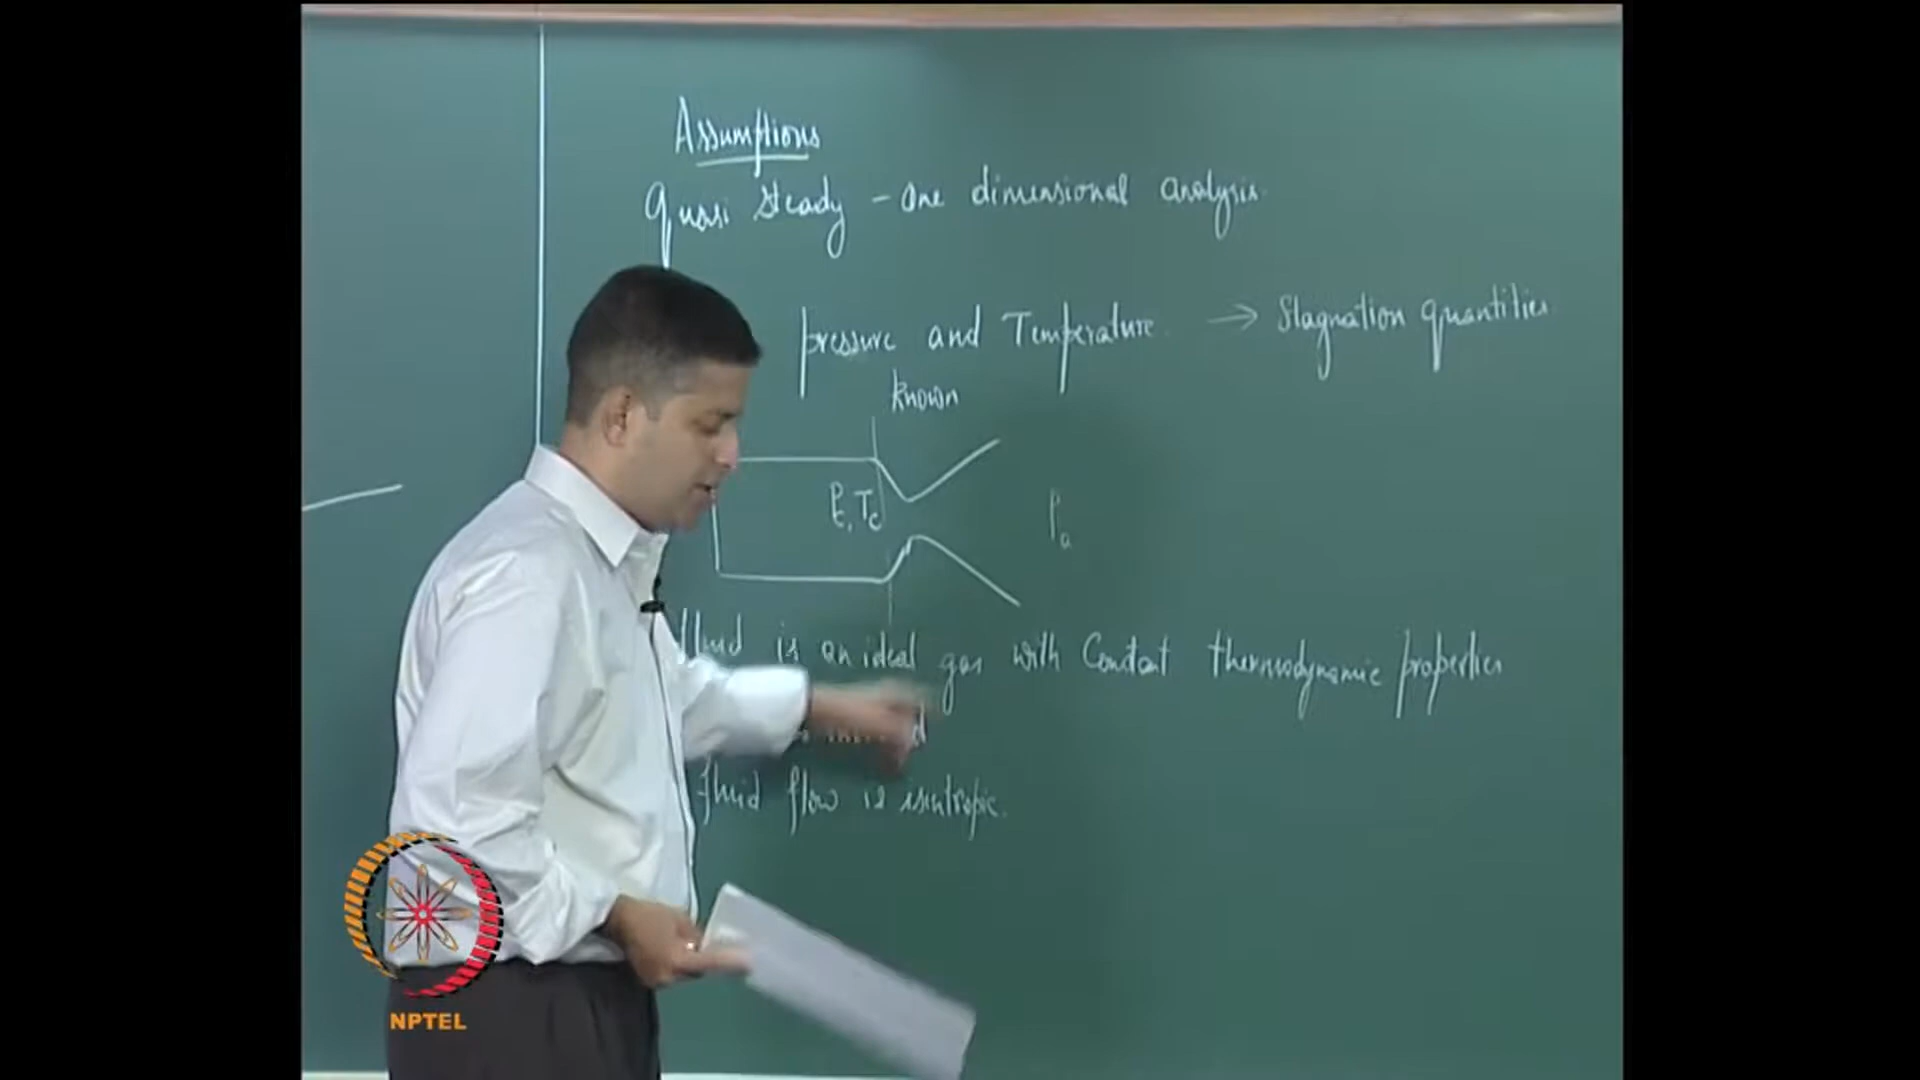 Assumptions
Quasi steady - One dimensional analysis.
pressure and Temperature. → Stagnation quantities
known
Pc, Tc
Pa
fluid is an ideal gas with Constant thermodynamic properties
fluid flow is isentropic.
NPTEL